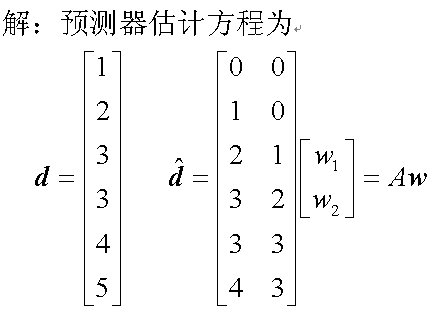 解：预测器估计方程为
1 0 0
2 1 0
3 2 1 w₁
d = d̂ = = Aw
3 3 2 w₂
4 3 3
5 4 3